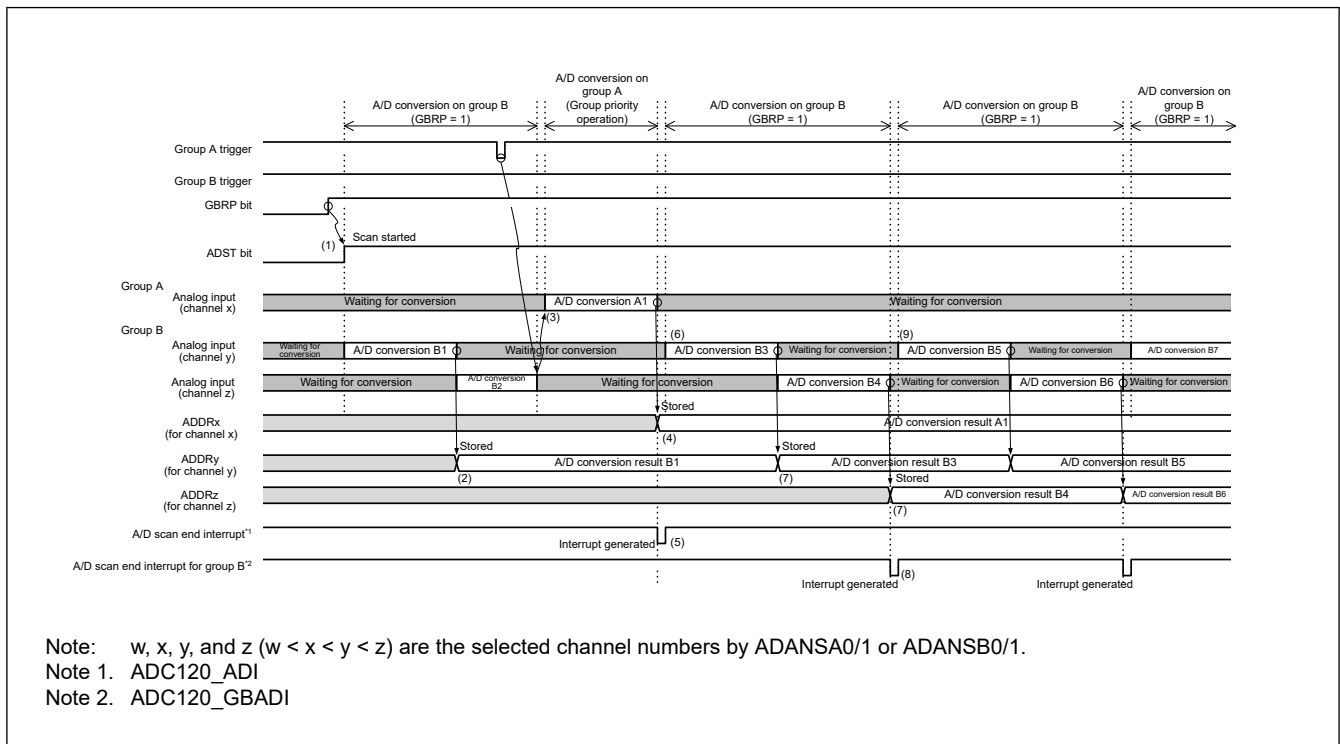 A/D conversion on group B
(GBRP = 1)
A/D conversion on
group A
(Group priority
operation)
A/D conversion on group B
(GBRP = 1)
A/D conversion on group B
(GBRP = 1)
A/D conversion on
group B
(GBRP = 1)
Group A trigger
Group B trigger
GBRP bit
(1)
Scan started
ADST bit
Group A
Analog input
(channel x)
Waiting for conversion
A/D conversion A1
Waiting for conversion
(3)
Group B
(6)
(9)
Analog input
(channel y)
Waiting for
conversion
A/D conversion B1
Waiting for conversion
A/D conversion B3
Waiting for conversion
A/D conversion B5
Waiting for conversion
A/D conversion B7
Analog input
(channel z)
Waiting for conversion
A/D conversion
B2
Waiting for conversion
A/D conversion B4
Waiting for conversion
A/D conversion B6
Waiting for conversion
Stored
ADDRx
(for channel x)
A/D conversion result A1
(4)
Stored
Stored
ADDRy
(for channel y)
A/D conversion result B1
A/D conversion result B3
A/D conversion result B5
(2)
(7)
Stored
ADDRz
(for channel z)
A/D conversion result B4
A/D conversion result B6
(7)
A/D scan end interrupt*1
Interrupt generated
(5)
A/D scan end interrupt for group B*2
Interrupt generated
(8)
Interrupt generated
Note: w, x, y, and z (w < x < y < z) are the selected channel numbers by ADANSA0/1 or ADANSB0/1.
Note 1. ADC120_ADI
Note 2. ADC120_GBADI